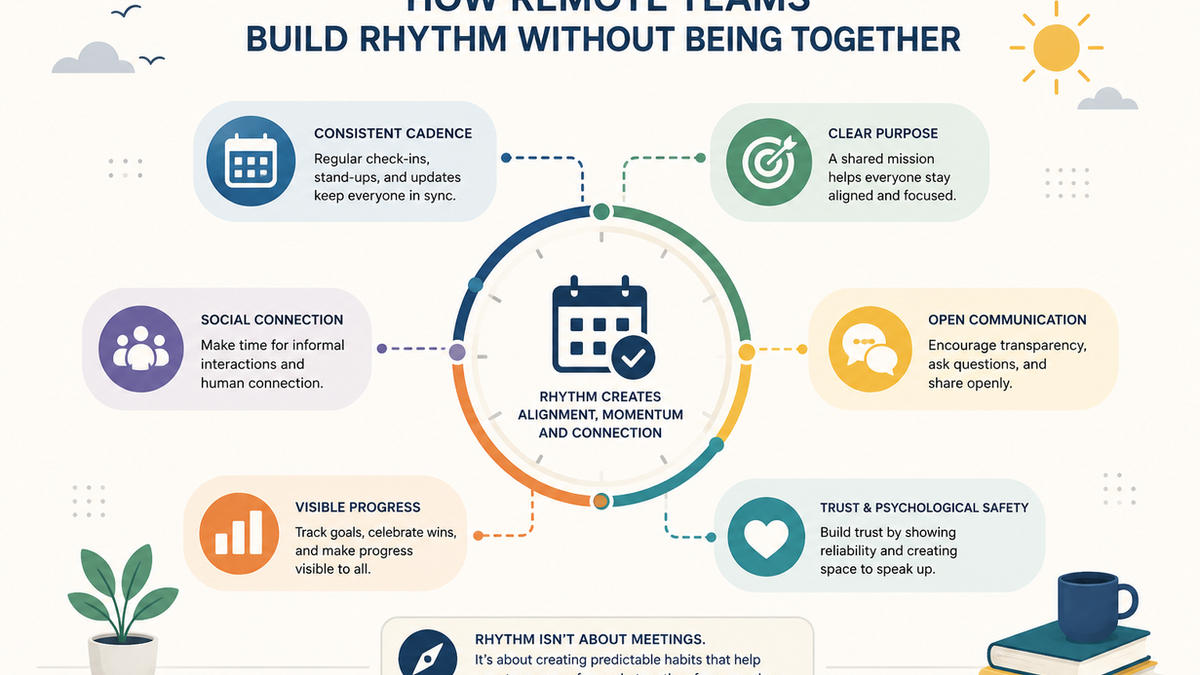 HOW REMOTE TEAMS
BUILD RHYTHM WITHOUT BEING TOGETHER
CONSISTENT CADENCE
Regular check-ins,
stand-ups, and updates
keep everyone in sync.
CLEAR PURPOSE
A shared mission
helps everyone stay
aligned and focused.
SOCIAL CONNECTION
Make time for informal
interactions and
human connection.
RHYTHM CREATES
ALIGNMENT, MOMENTUM
AND CONNECTION
OPEN COMMUNICATION
Encourage transparency,
ask questions, and
share openly.
VISIBLE PROGRESS
Track goals, celebrate wins,
and make progress
visible to all.
TRUST & PSYCHOLOGICAL SAFETY
Build trust by showing
reliability and creating
space to speak up.
RHYTHM ISN'T ABOUT MEETINGS.
It's about creating predictable habits that help